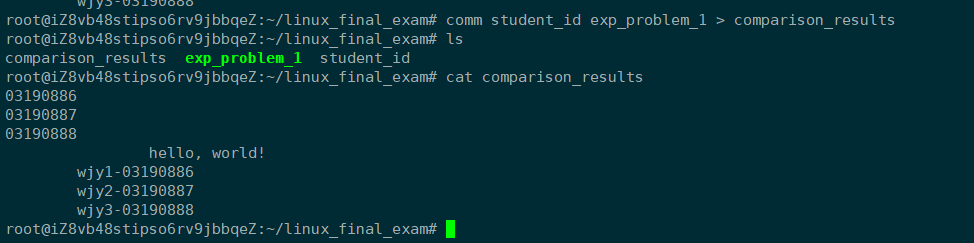 wjy3-03190888
root@iZ8vb48stipso6rv9jbbqeZ:~/linux_final_exam# comm student_id exp_problem_1 > comparison_results
root@iZ8vb48stipso6rv9jbbqeZ:~/linux_final_exam# ls
comparison_results  exp_problem_1  student_id
root@iZ8vb48stipso6rv9jbbqeZ:~/linux_final_exam# cat comparison_results
03190886
03190887
03190888
                hello, world!
        wjy1-03190886
        wjy2-03190887
        wjy3-03190888
root@iZ8vb48stipso6rv9jbbqeZ:~/linux_final_exam#